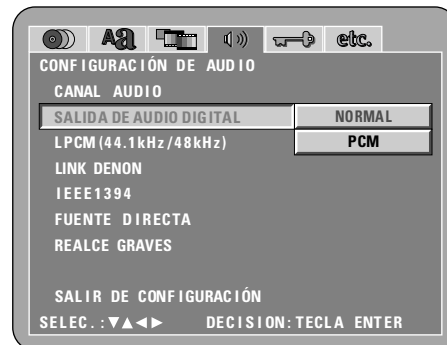 Aa etc.
CONFIGURACIÓN DE AUDIO
CANAL AUDIO
SALIDA DE AUDIO DIGITAL NORMAL
LPCM (44.1kHz/48kHz) PCM
LINK DENON
IEEE1394
FUENTE DIRECTA
REALCE GRAVES
SALIR DE CONFIGURACIÓN
SELEC.:▼▲◀▶ DECISION:TECLA ENTER